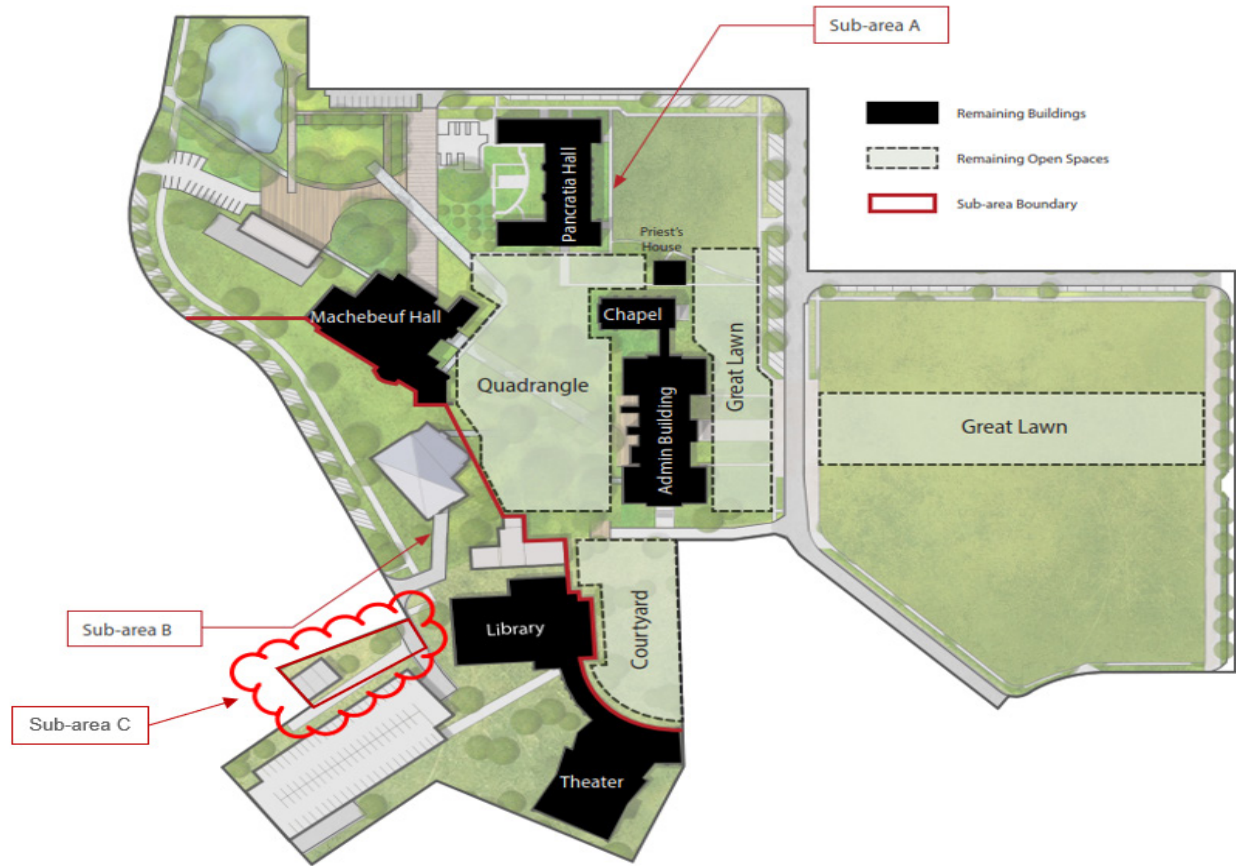 Sub-area A
Remaining Buildings
Remaining Open Spaces
Sub-area Boundary
Pancratia Hall
Priest's
House
Machebeuf Hall
Chapel
Quadrangle
Great Lawn
Admin Building
Great Lawn
Sub-area B
Library
Courtyard
Sub-area C
Theater